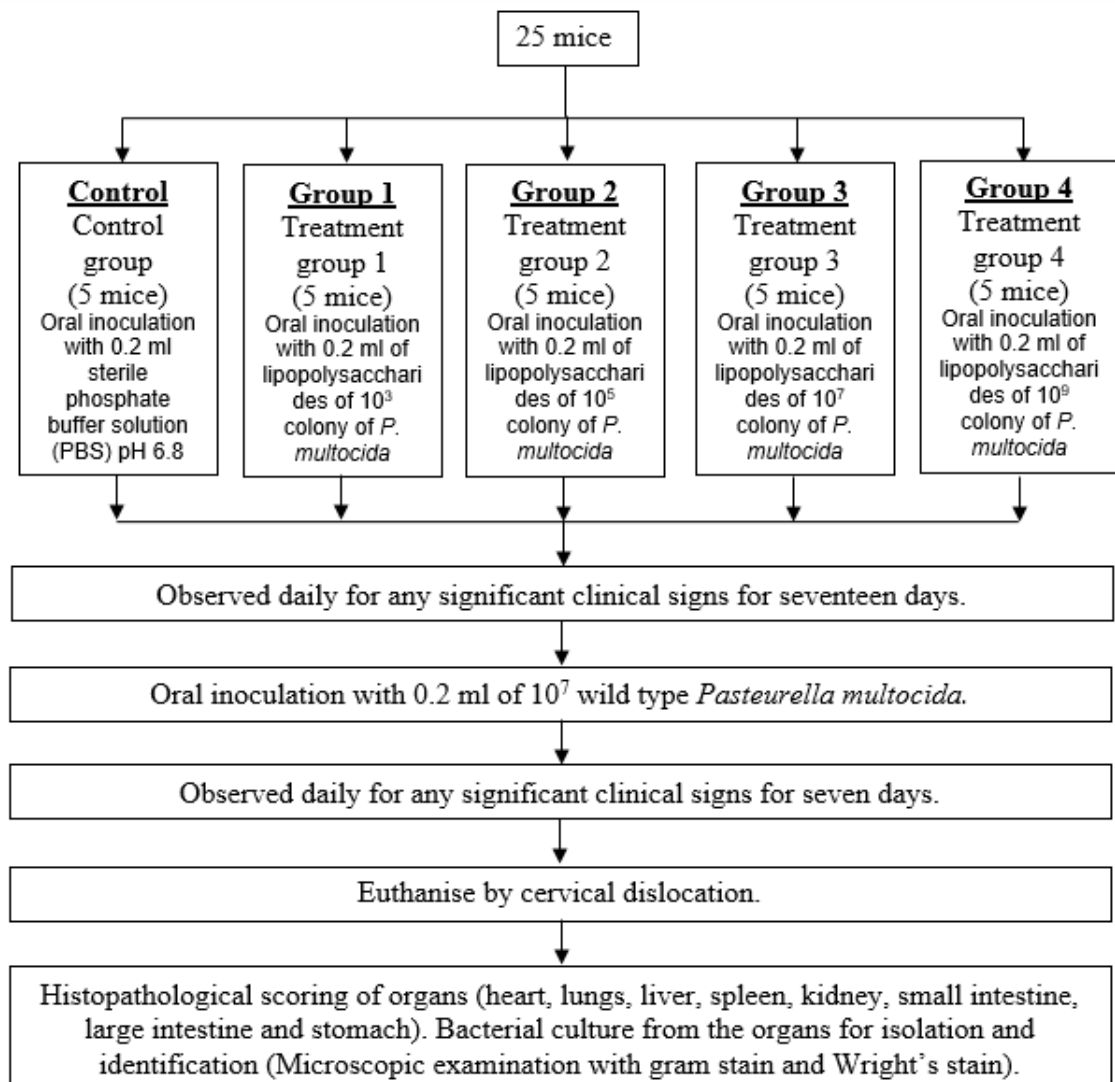 25 mice
Control
Control
group
(5 mice)
Oral inoculation
with 0.2 ml
sterile
phosphate
buffer solution
(PBS) pH 6.8
Group 1
Treatment
group 1
(5 mice)
Oral inoculation
with 0.2 ml of
lipopolysacchari
des of 10³
colony of P.
multocida
Group 2
Treatment
group 2
(5 mice)
Oral inoculation
with 0.2 ml of
lipopolysacchari
des of 10⁵
colony of P.
multocida
Group 3
Treatment
group 3
(5 mice)
Oral inoculation
with 0.2 ml of
lipopolysacchari
des of 10⁷
colony of P.
multocida
Group 4
Treatment
group 4
(5 mice)
Oral inoculation
with 0.2 ml of
lipopolysacchari
des of 10⁹
colony of P.
multocida
Observed daily for any significant clinical signs for seventeen days.
Oral inoculation with 0.2 ml of 10⁷ wild type Pasteurella multocida.
Observed daily for any significant clinical signs for seven days.
Euthanise by cervical dislocation.
Histopathological scoring of organs (heart, lungs, liver, spleen, kidney, small intestine,
large intestine and stomach). Bacterial culture from the organs for isolation and
identification (Microscopic examination with gram stain and Wright’s stain).